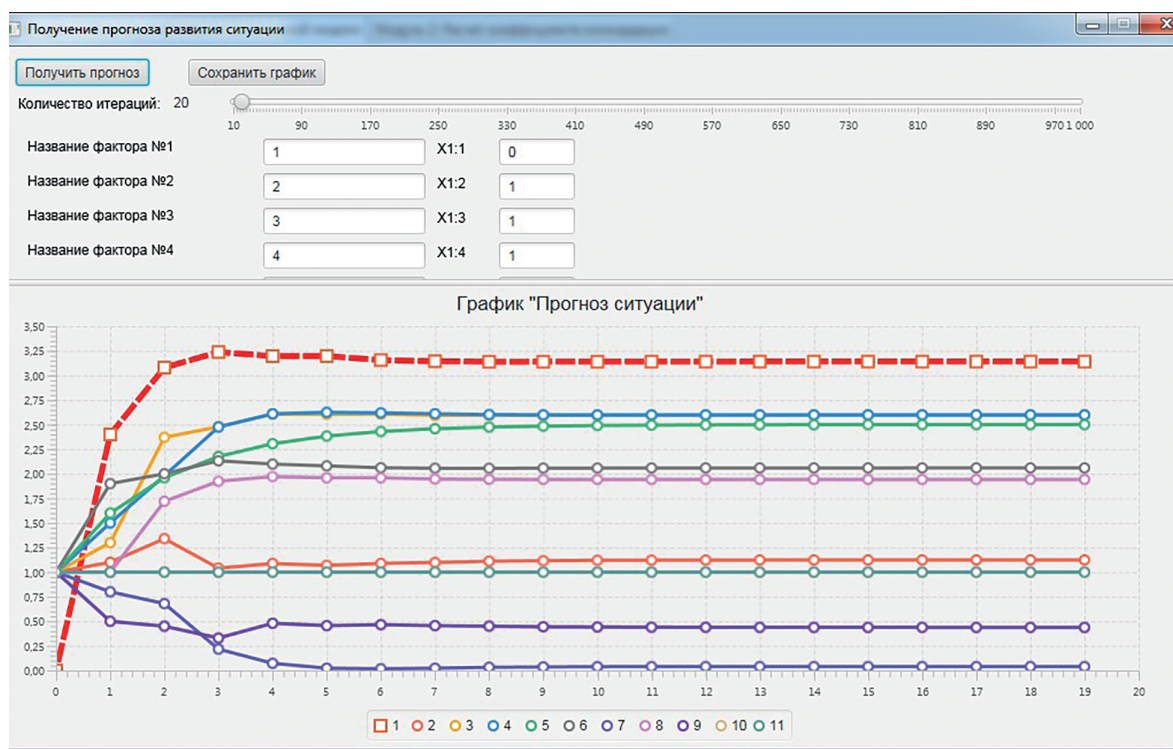 Получение прогноза развития ситуации
Получить прогноз Сохранить график
Количество итераций: 20
10 90 170 250 330 410 490 570 650 730 810 890 970 1 000
Название фактора №1 1 X1:1 0
Название фактора №2 2 X1:2 1
Название фактора №3 3 X1:3 1
Название фактора №4 4 X1:4 1
График "Прогноз ситуации"
3,50
3,25
3,00
2,75
2,50
2,25
2,00
1,75
1,50
1,25
1,00
0,75
0,50
0,25
0,00
0 1 2 3 4 5 6 7 8 9 10 11 12 13 14 15 16 17 18 19 20
1 2 3 4 5 6 7 8 9 10 11